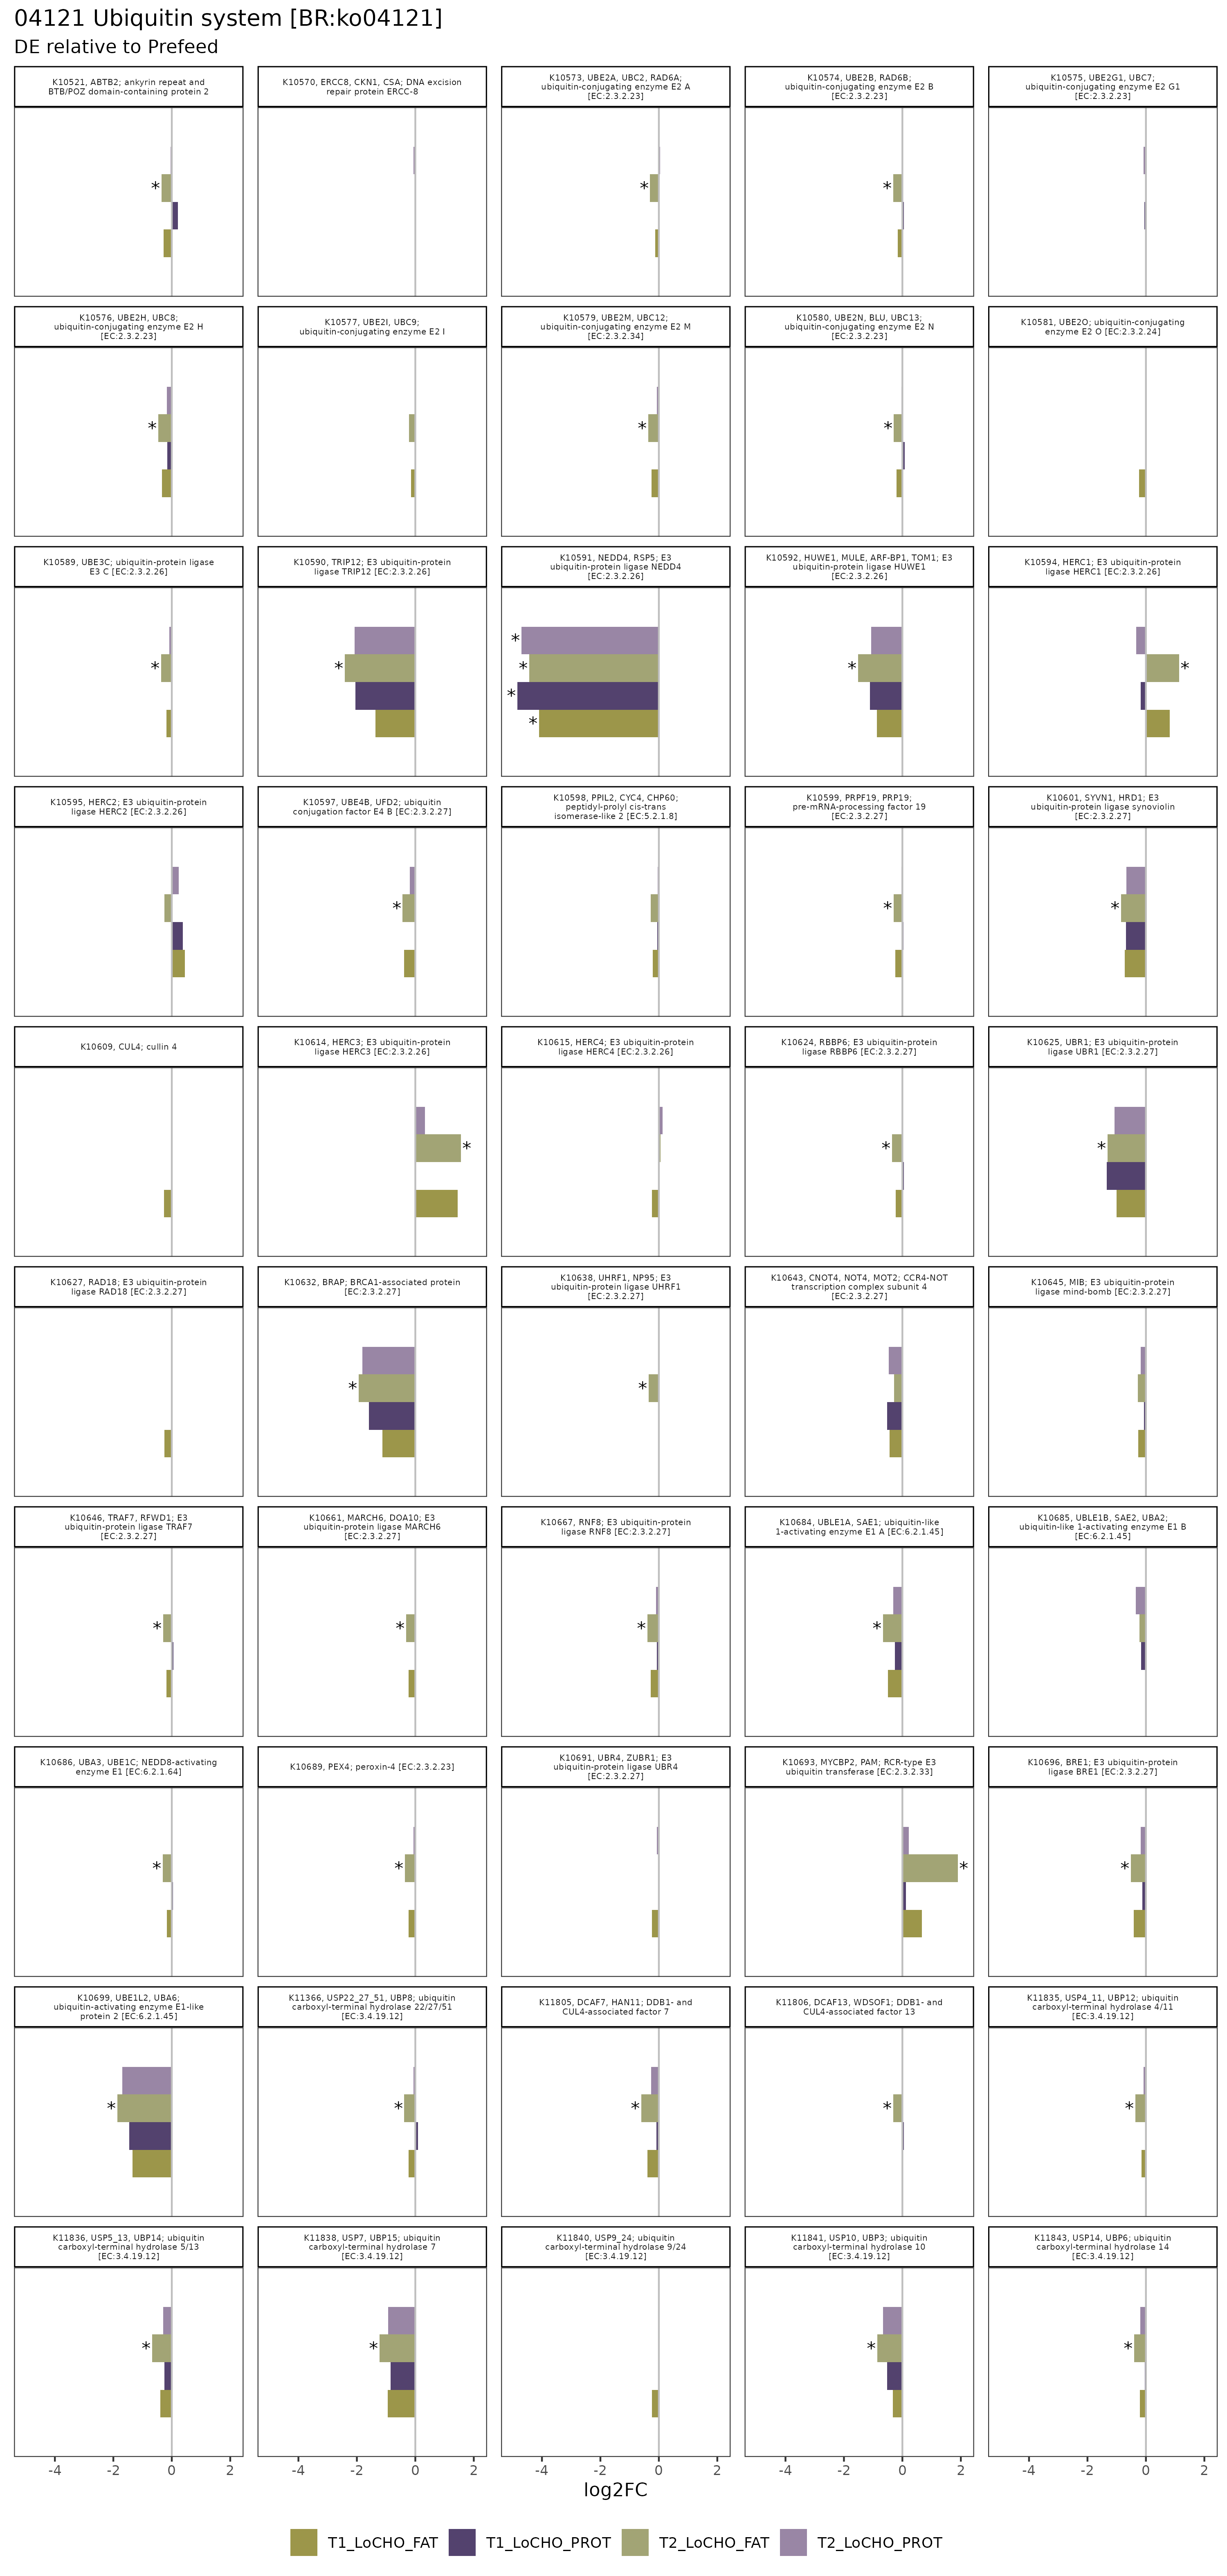 04121 Ubiquitin system [BR:ko04121]
DE relative to Prefeed
K10521, ABTB2; ankyrin repeat and
BTB/POZ domain-containing protein 2
K10570, ERCC8, CKN1, CSA; DNA excision
repair protein ERCC-8
K10573, UBE2A, UBC2, RAD6A;
ubiquitin-conjugating enzyme E2 A
[EC:2.3.2.23]
K10574, UBE2B, RAD6B;
ubiquitin-conjugating enzyme E2 B
[EC:2.3.2.23]
K10575, UBE2G1, UBC7;
ubiquitin-conjugating enzyme E2 G1
[EC:2.3.2.23]
*
*
*
K10576, UBE2H, UBC8;
ubiquitin-conjugating enzyme E2 H
[EC:2.3.2.23]
K10577, UBE2I, UBC9;
ubiquitin-conjugating enzyme E2 I
K10579, UBE2M, UBC12;
ubiquitin-conjugating enzyme E2 M
[EC:2.3.2.34]
K10580, UBE2N, BLU, UBC13;
ubiquitin-conjugating enzyme E2 N
[EC:2.3.2.23]
K10581, UBE2O; ubiquitin-conjugating
enzyme E2 O [EC:2.3.2.24]
*
*
*
K10589, UBE3C; ubiquitin-protein ligase
E3 C [EC:2.3.2.26]
K10590, TRIP12; E3 ubiquitin-protein
ligase TRIP12 [EC:2.3.2.26]
K10591, NEDD4, RSP5; E3
ubiquitin-protein ligase NEDD4
[EC:2.3.2.26]
K10592, HUWE1, MULE, ARF-BP1, TOM1; E3
ubiquitin-protein ligase HUWE1
[EC:2.3.2.26]
K10594, HERC1; E3 ubiquitin-protein
ligase HERC1 [EC:2.3.2.26]
*
*
*
*
*
*
*
*
K10595, HERC2; E3 ubiquitin-protein
ligase HERC2 [EC:2.3.2.26]
K10597, UBE4B, UFD2; ubiquitin
conjugation factor E4 B [EC:2.3.2.27]
K10598, PPIL2, CYC4, CHP60;
peptidyl-prolyl cis-trans
isomerase-like 2 [EC:5.2.1.8]
K10599, PRPF19, PRP19;
pre-mRNA-processing factor 19
[EC:2.3.2.27]
K10601, SYVN1, HRD1; E3
ubiquitin-protein ligase synoviolin
[EC:2.3.2.27]
*
*
*
K10609, CUL4; cullin 4
K10614, HERC3; E3 ubiquitin-protein
ligase HERC3 [EC:2.3.2.26]
K10615, HERC4; E3 ubiquitin-protein
ligase HERC4 [EC:2.3.2.26]
K10624, RBBP6; E3 ubiquitin-protein
ligase RBBP6 [EC:2.3.2.27]
K10625, UBR1; E3 ubiquitin-protein
ligase UBR1 [EC:2.3.2.27]
*
*
*
K10627, RAD18; E3 ubiquitin-protein
ligase RAD18 [EC:2.3.2.27]
K10632, BRAP; BRCA1-associated protein
[EC:2.3.2.27]
K10638, UHRF1, NP95; E3
ubiquitin-protein ligase UHRF1
[EC:2.3.2.27]
K10643, CNOT4, NOT4, MOT2; CCR4-NOT
transcription complex subunit 4
[EC:2.3.2.27]
K10645, MIB; E3 ubiquitin-protein
ligase mind-bomb [EC:2.3.2.27]
*
*
K10646, TRAF7, RFWD1; E3
ubiquitin-protein ligase TRAF7
[EC:2.3.2.27]
K10661, MARCH6, DOA10; E3
ubiquitin-protein ligase MARCH6
[EC:2.3.2.27]
K10667, RNF8; E3 ubiquitin-protein
ligase RNF8 [EC:2.3.2.27]
K10684, UBLE1A, SAE1; ubiquitin-like
1-activating enzyme E1 A [EC:6.2.1.45]
K10685, UBLE1B, SAE2, UBA2;
ubiquitin-like 1-activating enzyme E1 B
[EC:6.2.1.45]
*
*
*
*
K10686, UBA3, UBE1C; NEDD8-activating
enzyme E1 [EC:6.2.1.64]
K10689, PEX4; peroxin-4 [EC:2.3.2.23]
K10691, UBR4, ZUBR1; E3
ubiquitin-protein ligase UBR4
[EC:2.3.2.27]
K10693, MYCBP2, PAM; RCR-type E3
ubiquitin transferase [EC:2.3.2.33]
K10696, BRE1; E3 ubiquitin-protein
ligase BRE1 [EC:2.3.2.27]
*
*
*
*
K10699, UBE1L2, UBA6;
ubiquitin-activating enzyme E1-like
protein 2 [EC:6.2.1.45]
K11366, USP22_27_51, UBP8; ubiquitin
carboxyl-terminal hydrolase 22/27/51
[EC:3.4.19.12]
K11805, DCAF7, HAN11; DDB1- and
CUL4-associated factor 7
K11806, DCAF13, WDSOF1; DDB1- and
CUL4-associated factor 13
K11835, USP4_11, UBP12; ubiquitin
carboxyl-terminal hydrolase 4/11
[EC:3.4.19.12]
*
*
*
*
*
K11836, USP5_13, UBP14; ubiquitin
carboxyl-terminal hydrolase 5/13
[EC:3.4.19.12]
K11838, USP7, UBP15; ubiquitin
carboxyl-terminal hydrolase 7
[EC:3.4.19.12]
K11840, USP9_24; ubiquitin
carboxyl-terminal hydrolase 9/24
[EC:3.4.19.12]
K11841, USP10, UBP3; ubiquitin
carboxyl-terminal hydrolase 10
[EC:3.4.19.12]
K11843, USP14, UBP6; ubiquitin
carboxyl-terminal hydrolase 14
[EC:3.4.19.12]
*
*
*
*
-4 -2 0 2 -4 -2 0 2 -4 -2 0 2 -4 -2 0 2 -4 -2 0 2
log2FC
T1_LoCHO_FAT T1_LoCHO_PROT T2_LoCHO_FAT T2_LoCHO_PROT